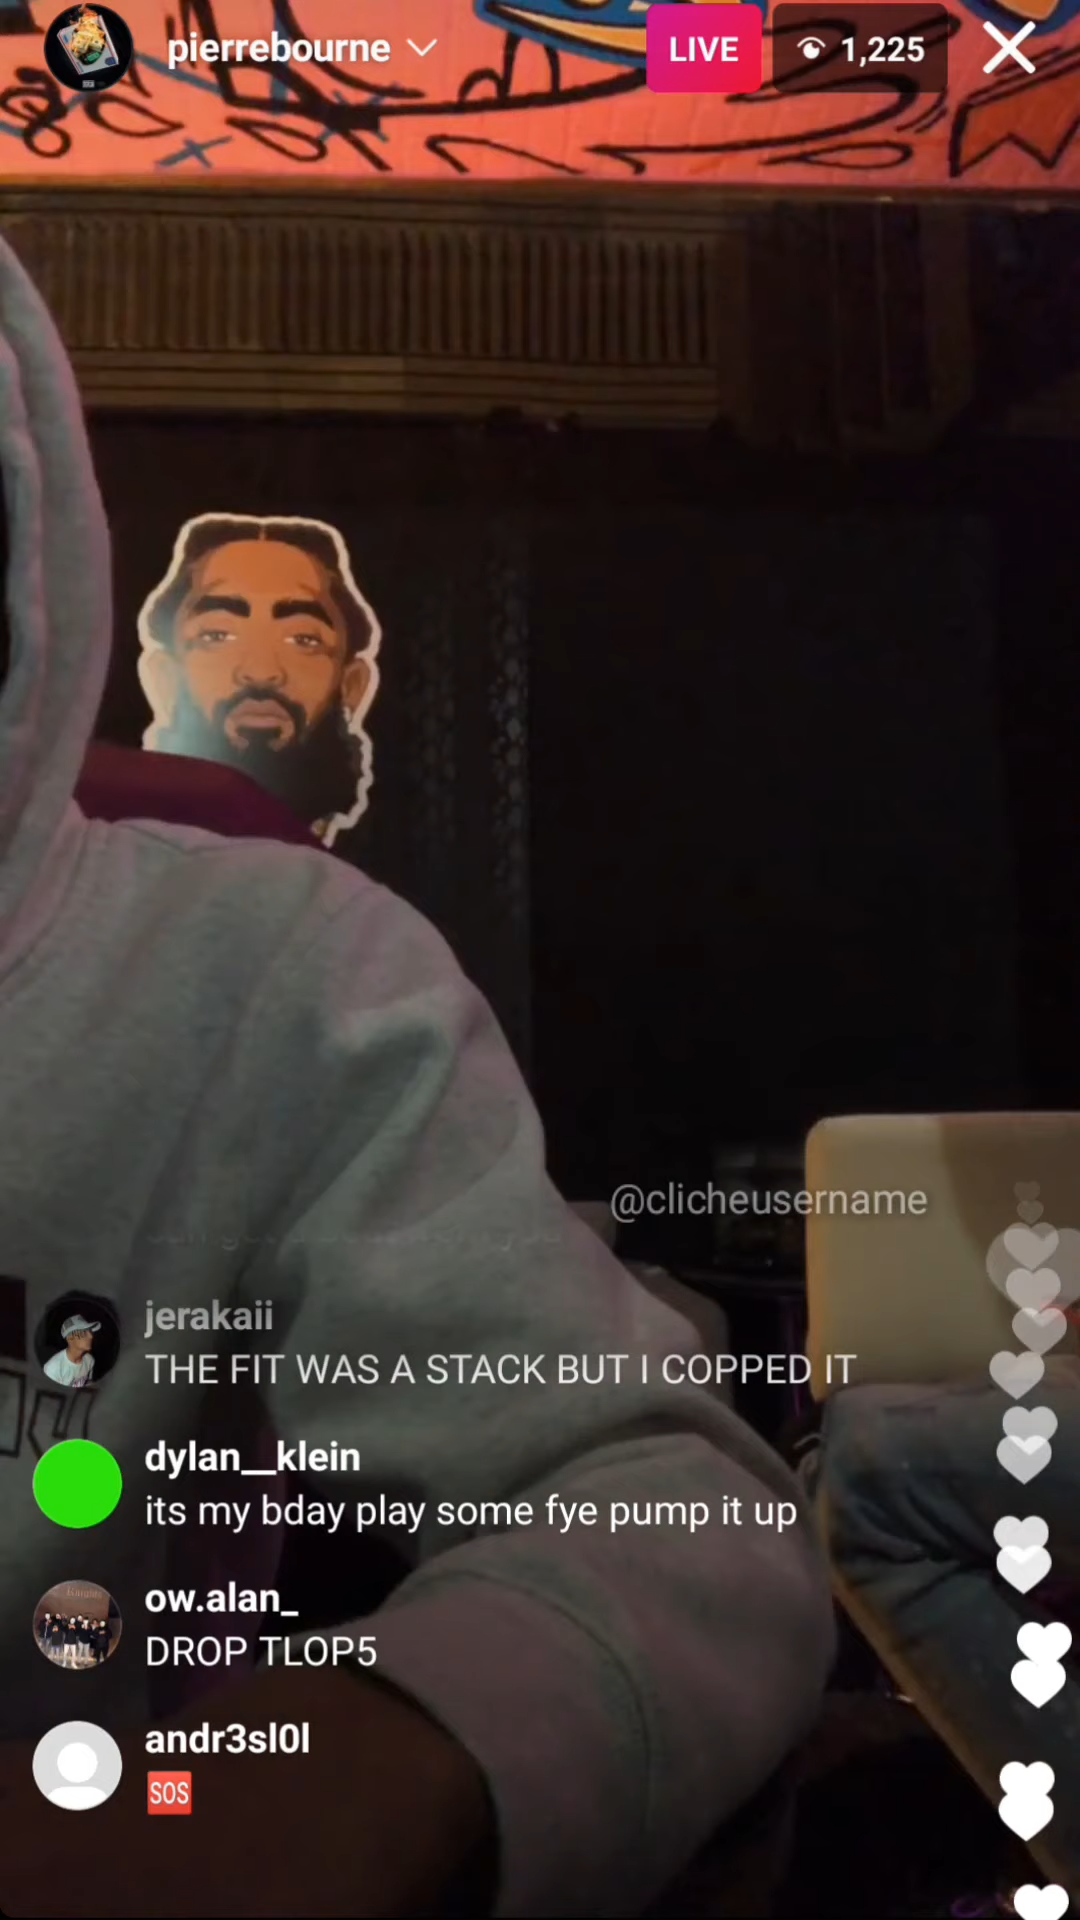 pierrebourne
LIVE
1,225
@clicheusername
jerakaii
THE FIT WAS A STACK BUT I COPPED IT
dylan__klein
its my bday play some fye pump it up
ow.alan_
DROP TLOP5
andr3sl0l
SOS